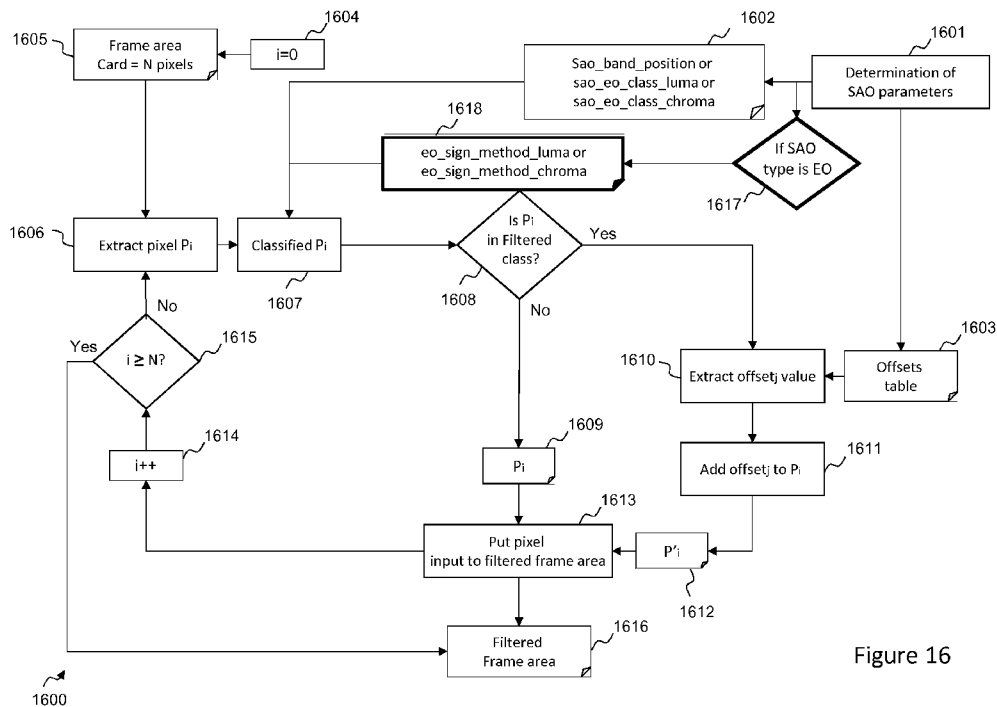 1605
Frame area
Card = N pixels
1604
i=0
1602
Sao_band_position or
sao_eo_class_luma or
sao_eo_class_chroma
1601
Determination of
SAO parameters
1618
eo_sign_method_luma or
eo_sign_method_chroma
If SAO
type is EO
1617
1606
Extract pixel Pi
Classified Pi
1607
Is Pi
in Filtered
class?
1608
Yes
No
No
Yes
i ≥ N?
1615
1610
Extract offsetj value
1603
Offsets
table
1614
i++
1609
Pi
Add offsetj to Pi
1611
1613
Put pixel
input to filtered frame area
P'i
1612
Filtered
Frame area
1616
Figure 16
1600